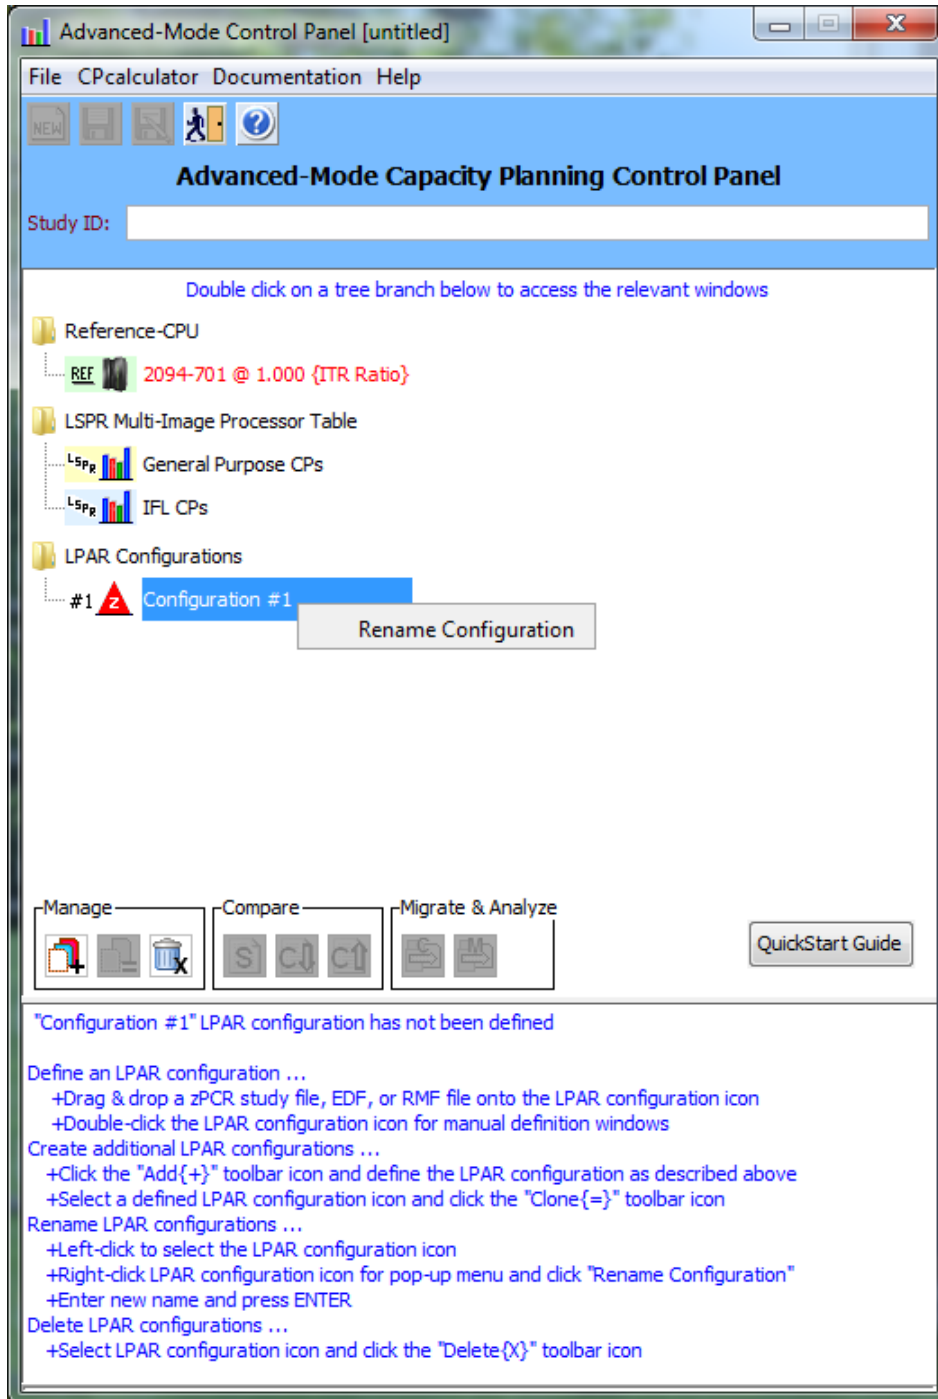 Advanced-Mode Control Panel [untitled]
File CPcalculator Documentation Help
NEW
Advanced-Mode Capacity Planning Control Panel
Study ID:
Double click on a tree branch below to access the relevant windows
Reference-CPU
REF 2094-701 @ 1.000 {ITR Ratio}
LSPR Multi-Image Processor Table
LSPR General Purpose CPs
LSPR IFL CPs
LPAR Configurations
#1 z Configuration #1
Rename Configuration
Manage Compare Migrate & Analyze
S C C C M
QuickStart Guide
"Configuration #1" LPAR configuration has not been defined
Define an LPAR configuration ...
+Drag & drop a zPCR study file, EDF, or RMF file onto the LPAR configuration icon
+Double-click the LPAR configuration icon for manual definition windows
Create additional LPAR configurations ...
+Click the "Add{+}" toolbar icon and define the LPAR configuration as described above
+Select a defined LPAR configuration icon and click the "Clone{=}" toolbar icon
Rename LPAR configurations ...
+Left-click to select the LPAR configuration icon
+Right-click LPAR configuration icon for pop-up menu and click "Rename Configuration"
+Enter new name and press ENTER
Delete LPAR configurations ...
+Select LPAR configuration icon and click the "Delete{X}" toolbar icon